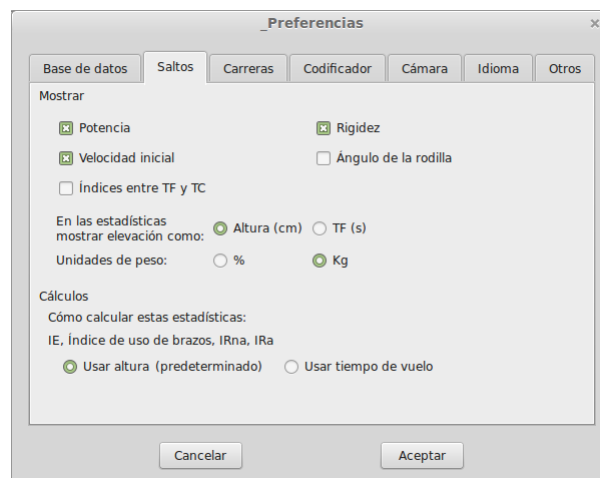 _Preferencias
Base de datos Saltos Carreras Codificador Cámara Idioma Otros
Mostrar
Potencia Rigidez
Velocidad inicial Ángulo de la rodilla
Índices entre TF y TC
En las estadísticas
mostrar elevación como: Altura (cm) TF (s)
Unidades de peso: % Kg
Cálculos
Cómo calcular estas estadísticas:
IE, Índice de uso de brazos, IRna, IRa
Usar altura (predeterminado) Usar tiempo de vuelo
Cancelar Aceptar